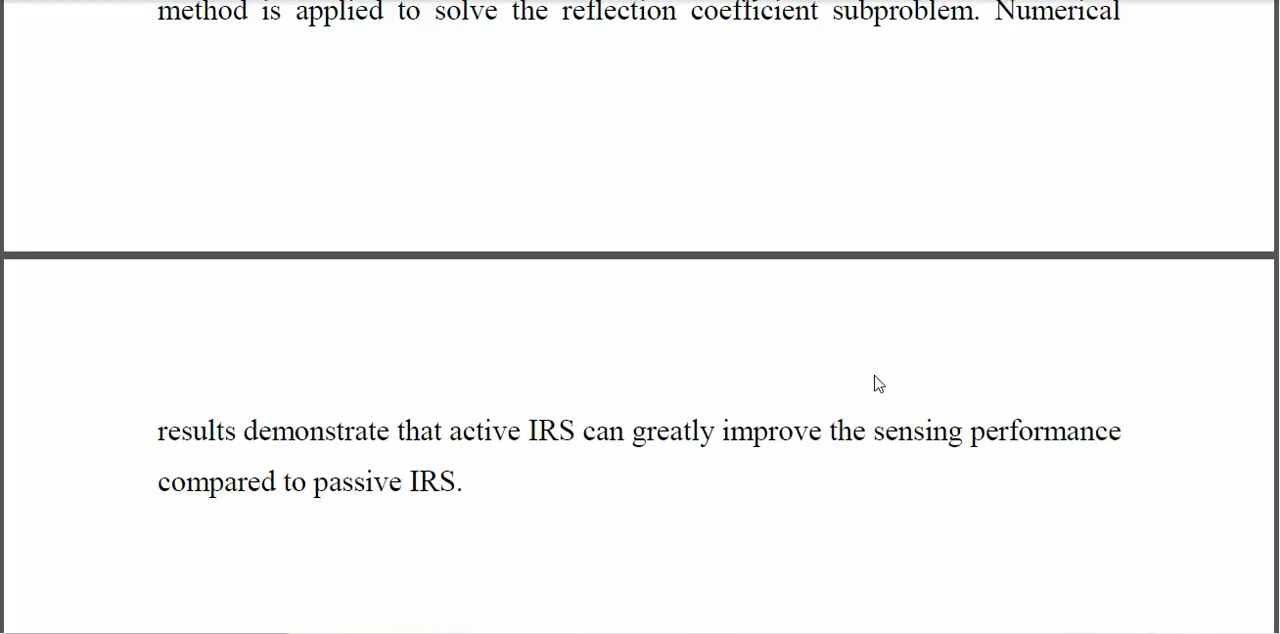 method is applied to solve the reflection coefficient subproblem. Numerical
results demonstrate that active IRS can greatly improve the sensing performance
compared to passive IRS.